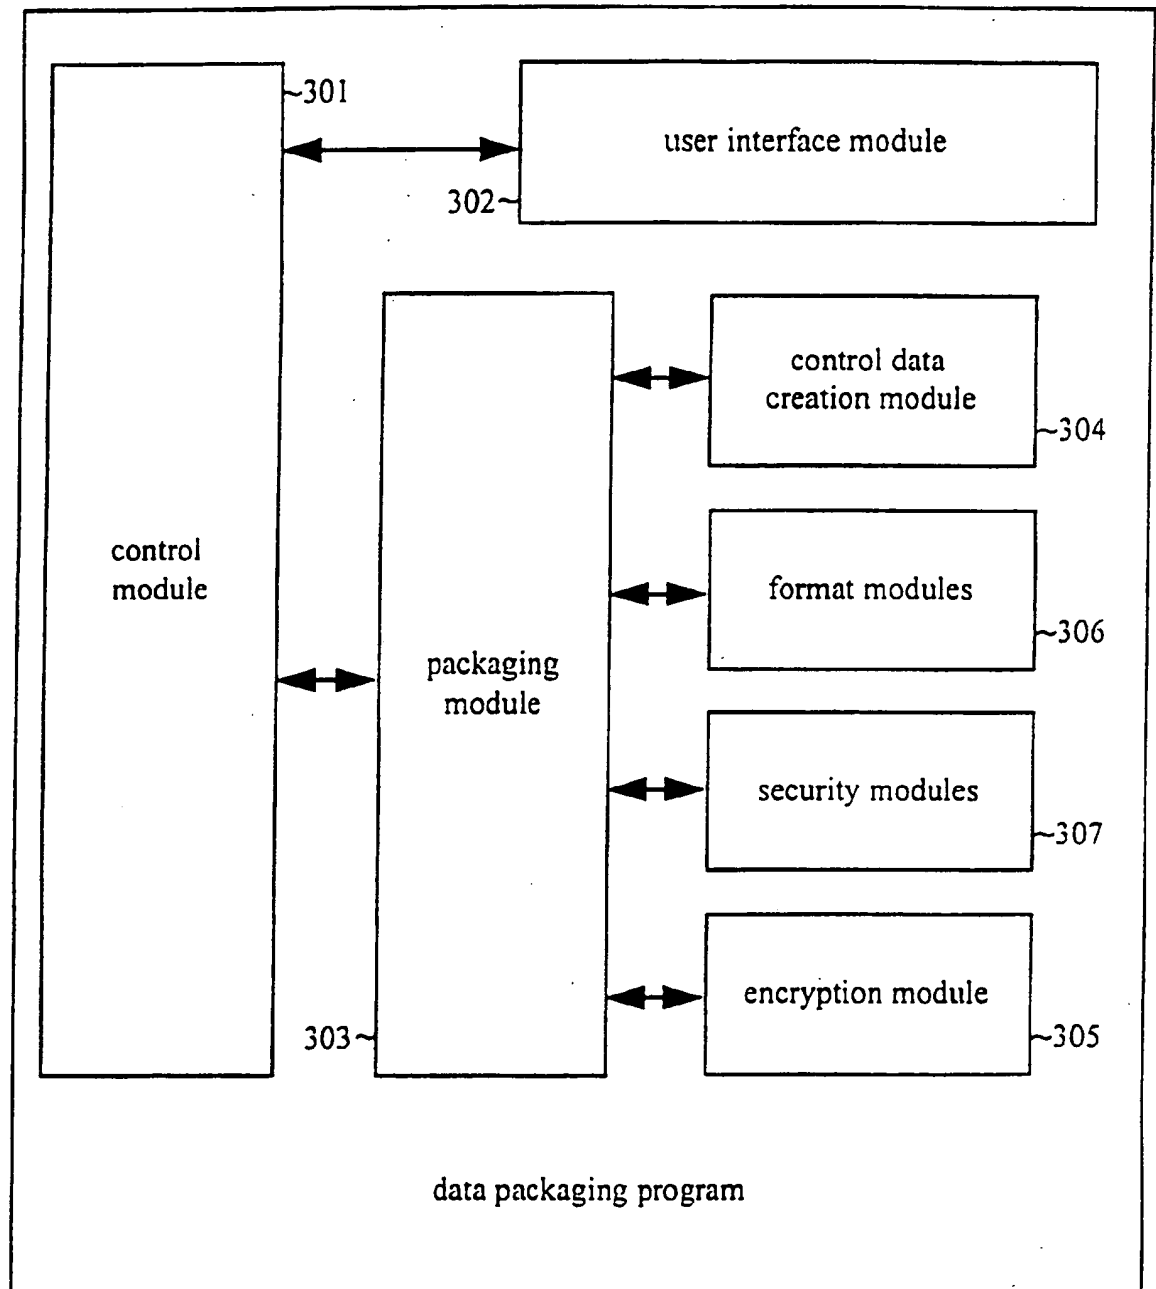 301
user interface module
302
control data
creation module
304
control
module
format modules
306
packaging
module
security modules
307
encryption module
303
305
data packaging program